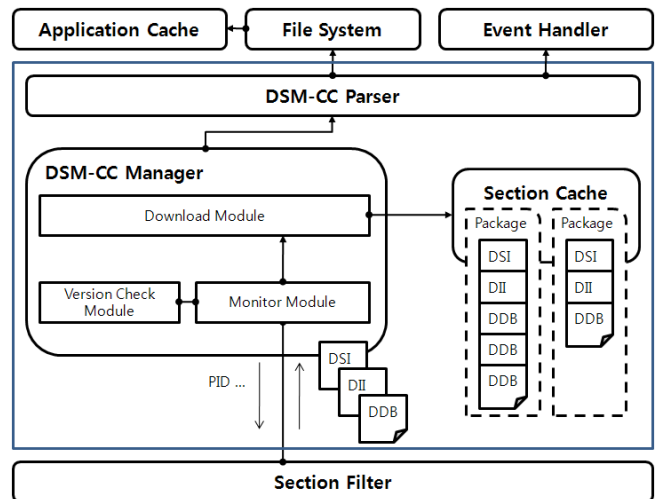 Application Cache
File System
Event Handler
DSM-CC Parser
DSM-CC Manager
Download Module
Version Check
Module
Monitor Module
Section Cache
Package
DSI
DII
DDB
DDB
DDB
Package
DSI
DII
DDB
PID ...
DSI
DII
DDB
Section Filter